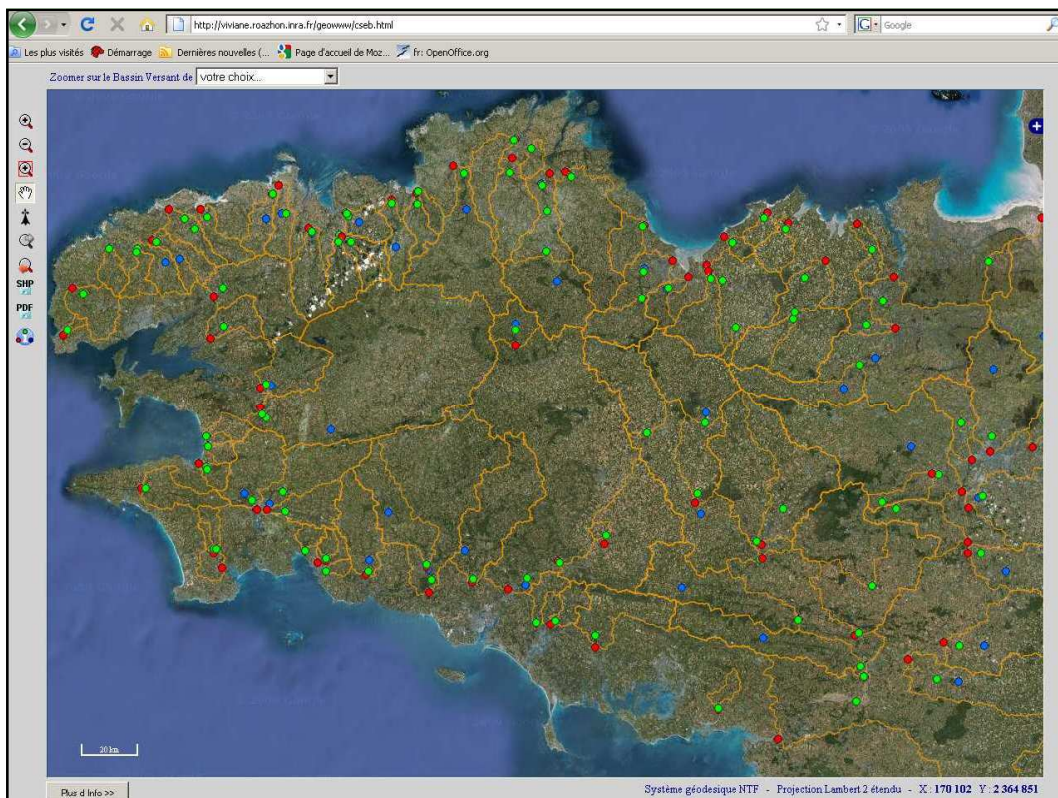 http://viviane.roazhon.inra.fr/geowww/cseb.html
Google
Les plus visités Démarrage Dernières nouvelles (... Page d'accueil de Moz... fr: OpenOffice.org
Zoomer sur le Bassin Versant de votre choix...
SHP
PDF
20 km
Plus d Info >>
Système géodesique NTF - Projection Lambert 2 étendu - X : 170 102 Y : 2 364 851